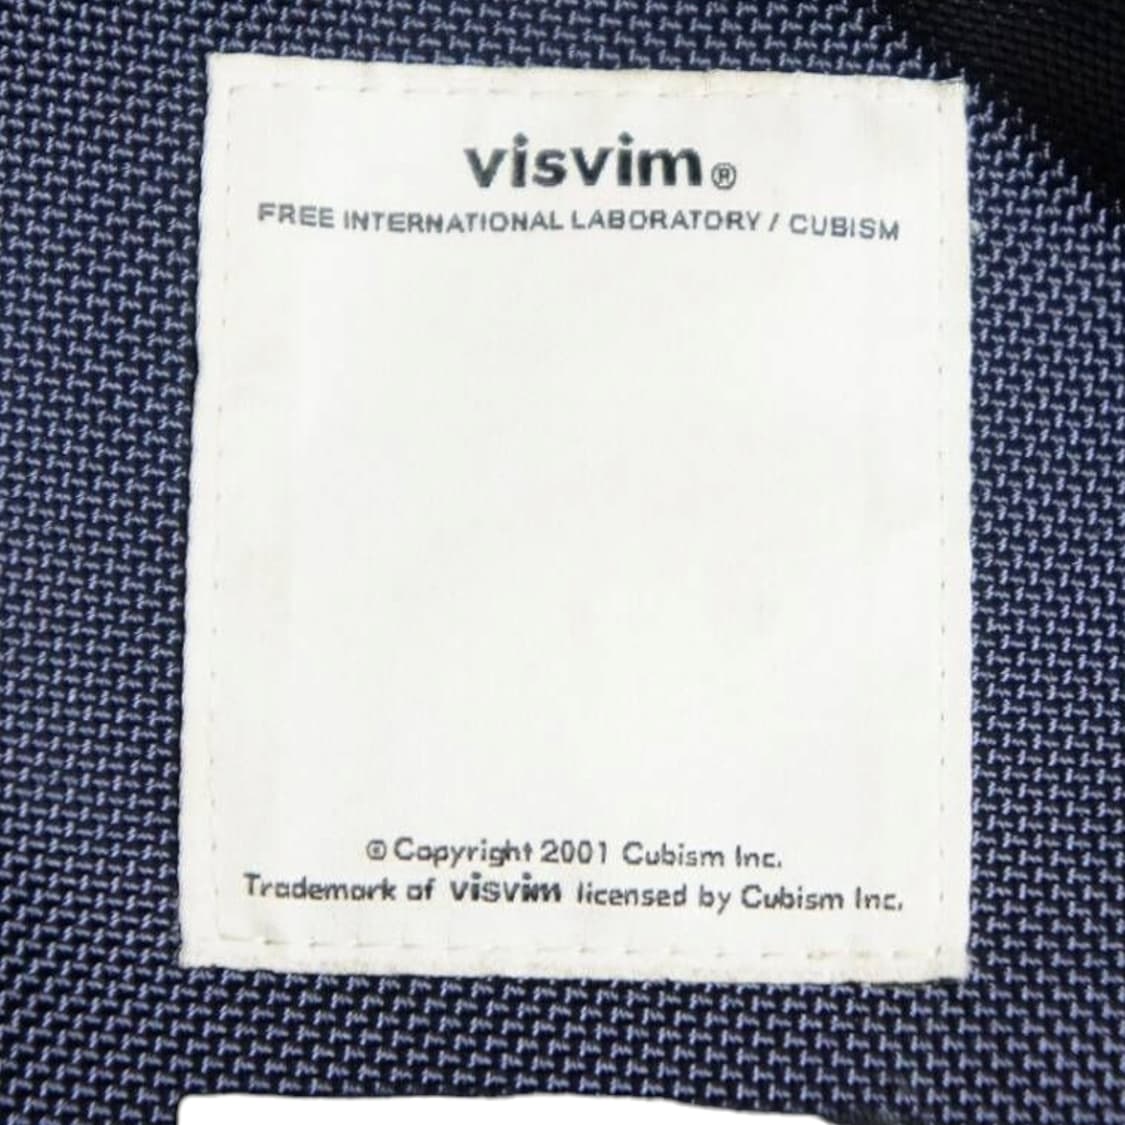 visvim®
FREE INTERNATIONAL LABORATORY / CUBISM
© Copyright 2001 Cubism Inc.
Trademark of visvim licensed by Cubism Inc.